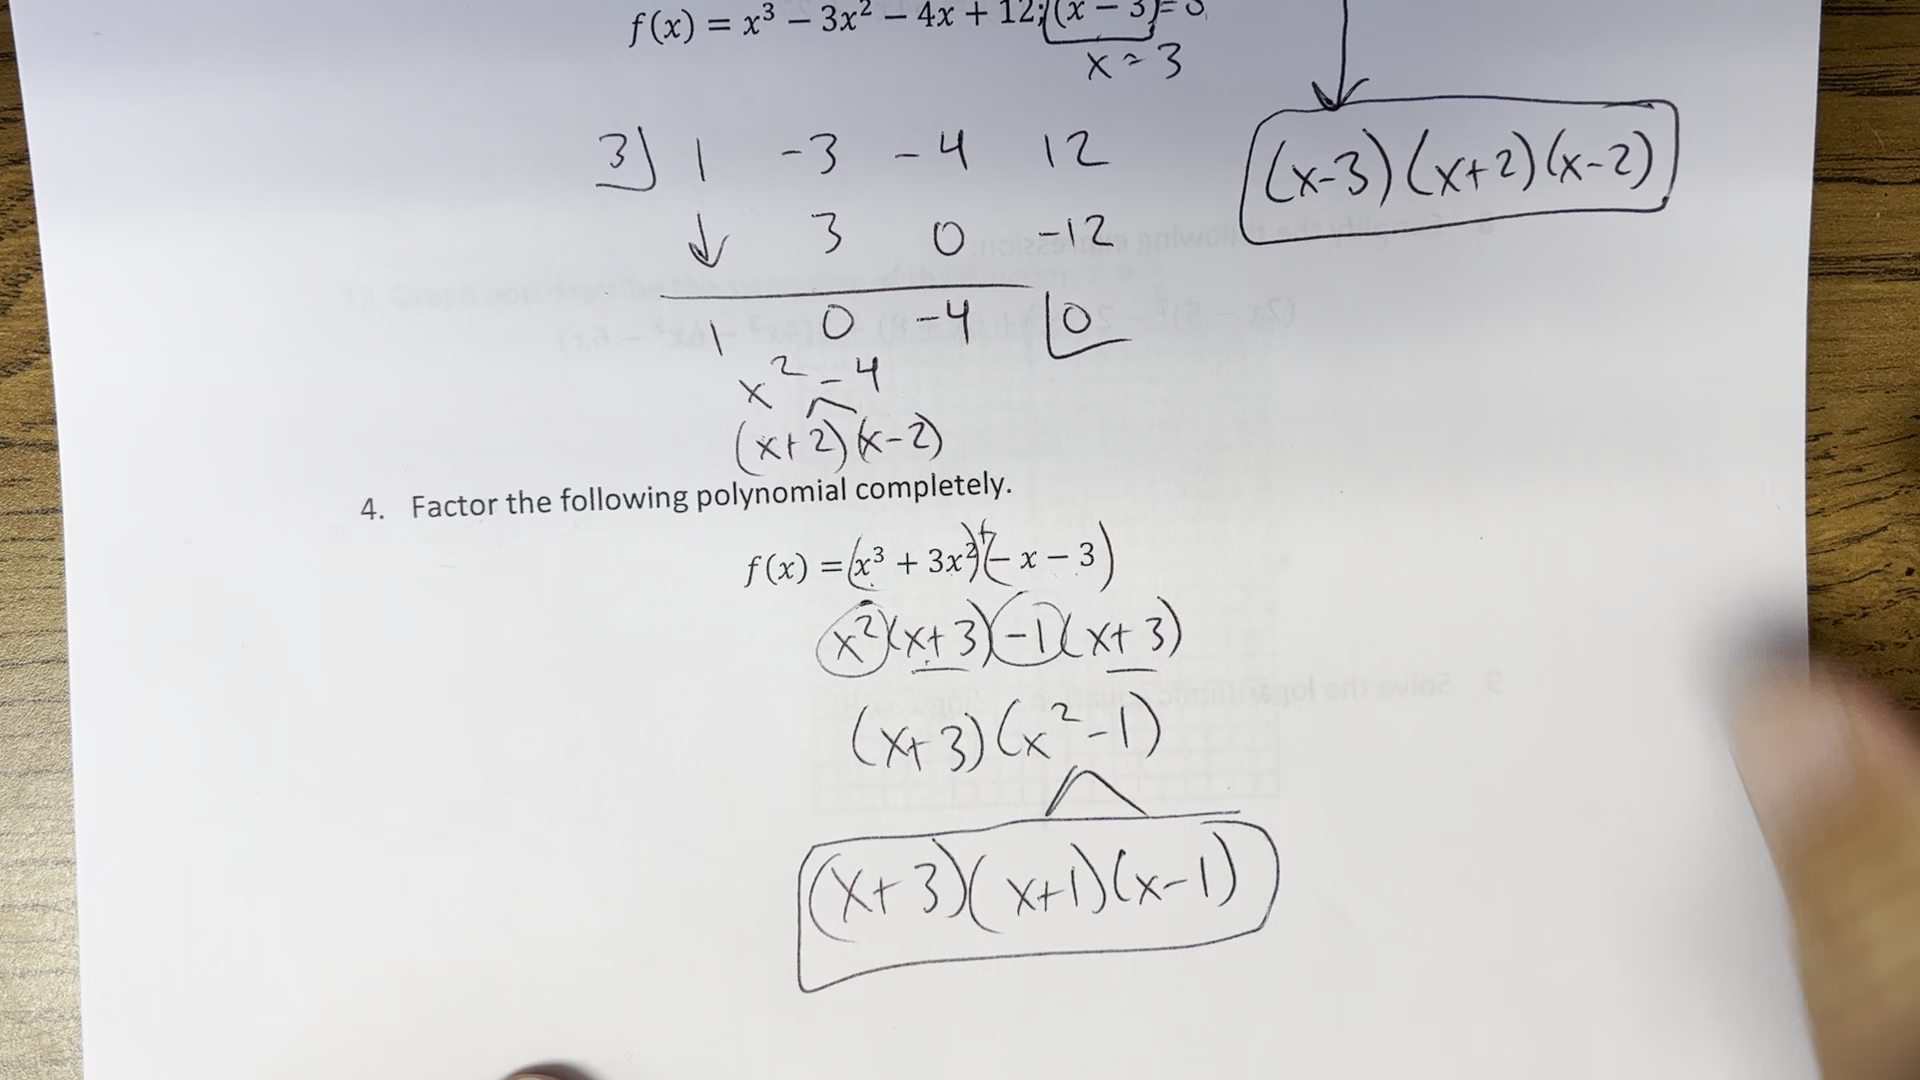 f(x) = x³ − 3x² − 4x + 12; (x − 3) = 0
x = 3
3 1 -3 -4 12
↓ 3 0 -12
1 0 -4 0
x² - 4
(x+2)(x-2)
(x-3)(x+2)(x-2)
4. Factor the following polynomial completely.
f(x) = (x³ + 3x²)+(− x − 3)
x²(x+3) -1(x+3)
(x+3)(x²-1)
(x+3)(x+1)(x-1)